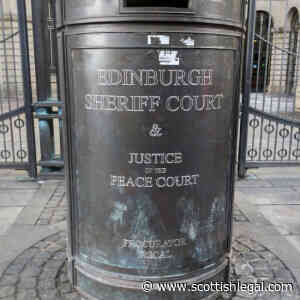 EDINBURGH
SHERIFF COURT
&
JUSTICE
OF THE
PEACE COURT
PROCURATOR
FISCAL
www.scottishlegal.com